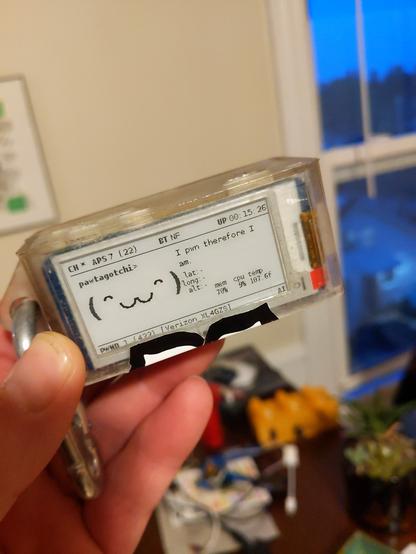 CH * APS 7 (22) BT NF UP 00:15:26
pawtagotchi> I pwn therefore I
am.
(◠ω◠)
lat: -
long: -
alt: - mem cpu temp
70% 9% 107.6f
PWND 1 (422) [Verizon_XL4GZS] AI